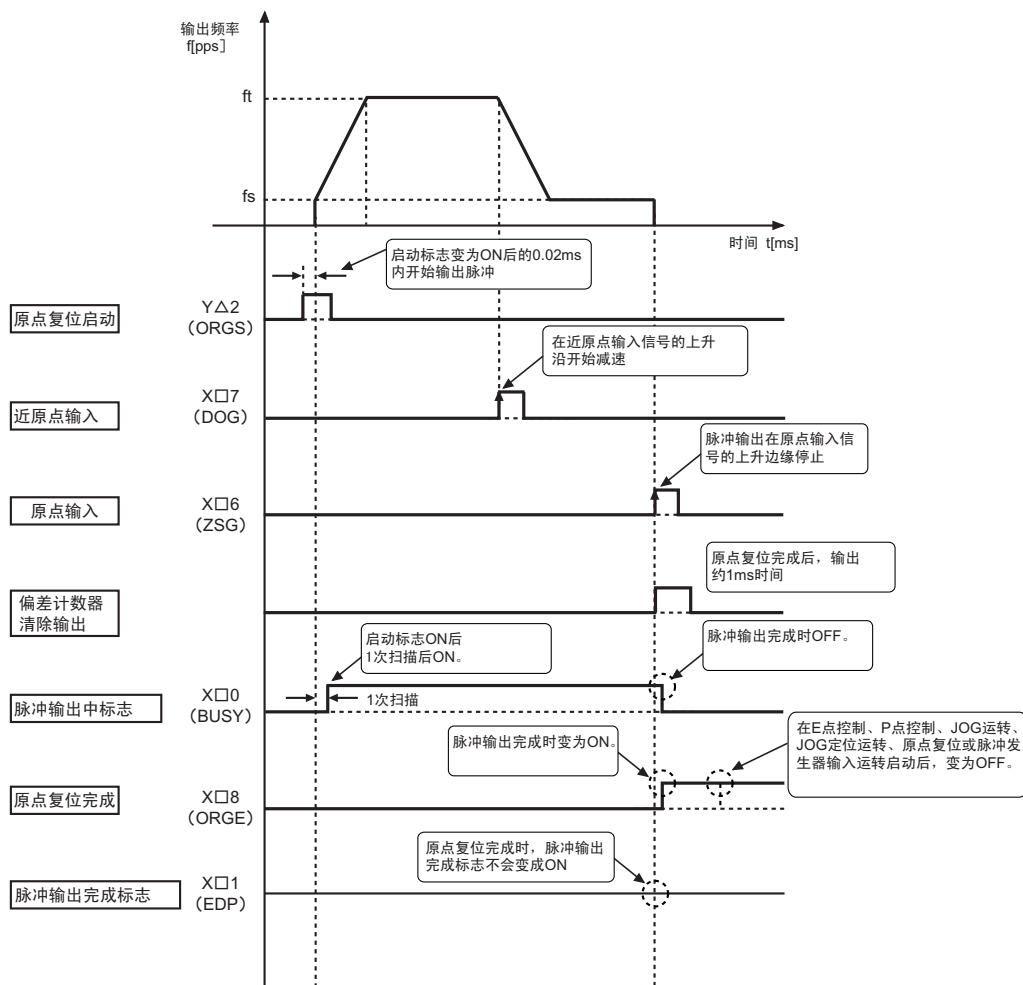 输出频率
f[pps]
ft
fs
时间 t[ms]
启动标志变为ON后的0.02ms
内开始输出脉冲
原点复位启动
Y△2
（ORGS）
在近原点输入信号的上升
沿开始减速
近原点输入
X□7
（DOG）
脉冲输出在原点输入信
号的上升边缘停止
原点输入
X□6
（ZSG）
原点复位完成后，输出
约1ms时间
偏差计数器
清除输出
启动标志ON后
1次扫描后ON。
脉冲输出完成时OFF。
脉冲输出中标志
X□0
（BUSY）
1次扫描
在E点控制、P点控制、JOG运转、
JOG定位运转、原点复位或脉冲发
生器输入运转启动后，变为OFF。
脉冲输出完成时变为ON。
原点复位完成
X□8
（ORGE）
原点复位完成时，脉冲输出
完成标志不会变成ON
脉冲输出完成标志
X□1
（EDP）